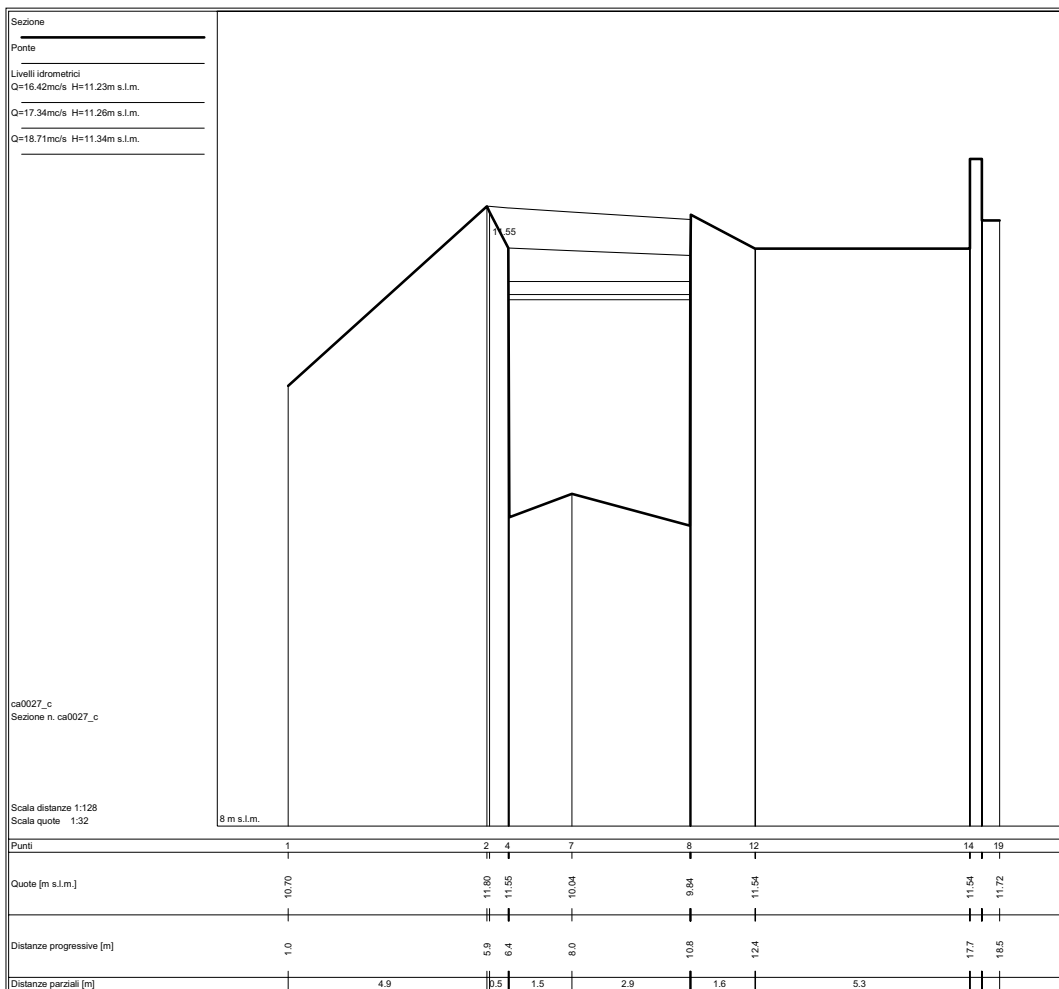 Sezione
Ponte
Livelli idrometrici
Q=16.42mc/s H=11.23m s.l.m.
Q=17.34mc/s H=11.26m s.l.m.
Q=18.71mc/s H=11.34m s.l.m.
11.55
ca0027_c
Sezione n. ca0027_c
Scala distanze 1:128
Scala quote 1:32
8 m s.l.m.
Punti 1 2 4 7 8 12 14 19
Quote [m s.l.m.] 10.70 11.80 11.55 10.04 9.84 11.54 11.54 11.72
Distanze progressive [m] 1.0 5.9 6.4 8.0 10.8 12.4 17.7 18.5
Distanze parziali [m] 4.9 0.5 1.5 2.9 1.6 5.3